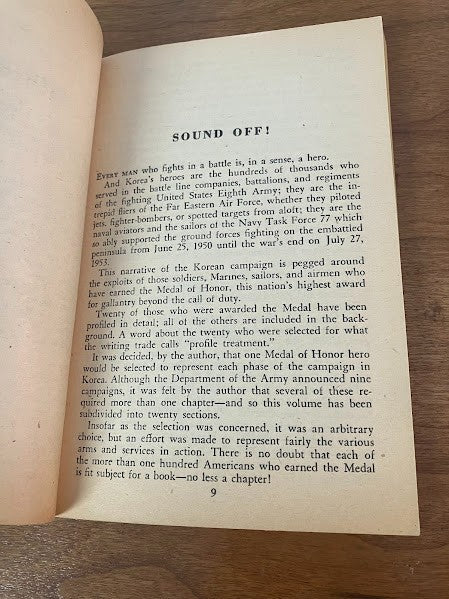 SOUND OFF!
EVERY MAN who fights in a battle is, in a sense, a hero.
And Korea's heroes are the hundreds of thousands who
served in the battle line companies, battalions, and regiments
of the fighting United States Eighth Army; they are the in-
trepid fliers of the Far Eastern Air Force, whether they piloted
jets, fighter-bombers, or spotted targets from aloft; they are the
naval aviators and the sailors of the Navy Task Force 77 which
so ably supported the ground forces fighting on the embattled
peninsula from June 25, 1950 until the war's end on July 27,
1953.
This narrative of the Korean campaign is pegged around
the exploits of those soldiers, Marines, sailors, and airmen who
have earned the Medal of Honor, this nation's highest award
for gallantry beyond the call of duty.
Twenty of those who were awarded the Medal have been
profiled in detail; all of the others are included in the back-
ground. A word about the twenty who were selected for what
the writing trade calls "profile treatment."
It was decided, by the author, that one Medal of Honor hero
would be selected to represent each phase of the campaign in
Korea. Although the Department of the Army announced nine
campaigns, it was felt by the author that several of these re-
quired more than one chapter—and so this volume has been
subdivided into twenty sections.
Insofar as the selection was concerned, it was an arbitrary
choice, but an effort was made to represent fairly the various
arms and services in action. There is no doubt that each of
the more than one hundred Americans who earned the Medal
is fit subject for a book—no less a chapter!
9